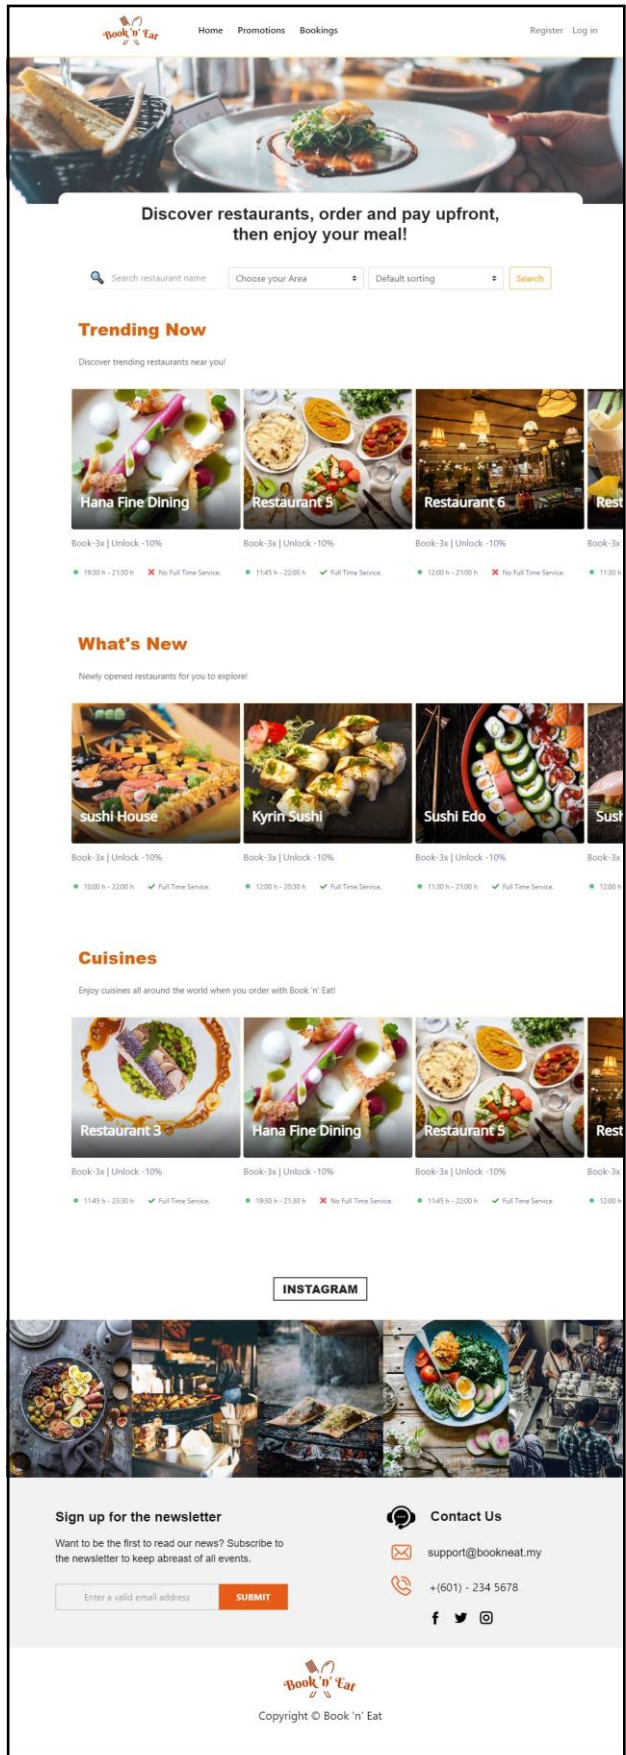 Book 'n' Eat
Home Promotions Bookings Register Log in
Discover restaurants, order and pay upfront,
then enjoy your meal!
Search restaurant name Choose your Area Default sorting Search
Trending Now
Discover trending restaurants near you!
Hana Fine Dining Restaurant 5 Restaurant 6 Rest
Book-3x | Unlock -10% Book-3x | Unlock -10% Book-3x | Unlock -10% Book-3x
19:30 h - 21:30 h No Full Time Service. 11:45 h - 22:00 h Full Time Service. 12:00 h - 21:00 h No Full Time Service. 11:30 h
What's New
Newly opened restaurants for you to explore!
sushi House Kyrin Sushi Sushi Edo Sush
Book-3x | Unlock -10% Book-3x | Unlock -10% Book-3x | Unlock -10% Book-3x
10:00 h - 22:00 h Full Time Service. 12:00 h - 20:30 h Full Time Service. 11:30 h - 21:00 h Full Time Service. 12:00 h
Cuisines
Enjoy cuisines all around the world when you order with Book 'n' Eat!
Restaurant 3 Hana Fine Dining Restaurant 5 Rest
Book-3x | Unlock -10% Book-3x | Unlock -10% Book-3x | Unlock -10% Book-3x
11:45 h - 23:30 h Full Time Service. 19:30 h - 21:30 h No Full Time Service. 11:45 h - 22:00 h Full Time Service. 12:00 h
INSTAGRAM
Sign up for the newsletter
Want to be the first to read our news? Subscribe to
the newsletter to keep abreast of all events.
Enter a valid email address SUBMIT
Contact Us
support@bookneat.my
+(601) - 234 5678
Book 'n' Eat
Copyright © Book 'n' Eat